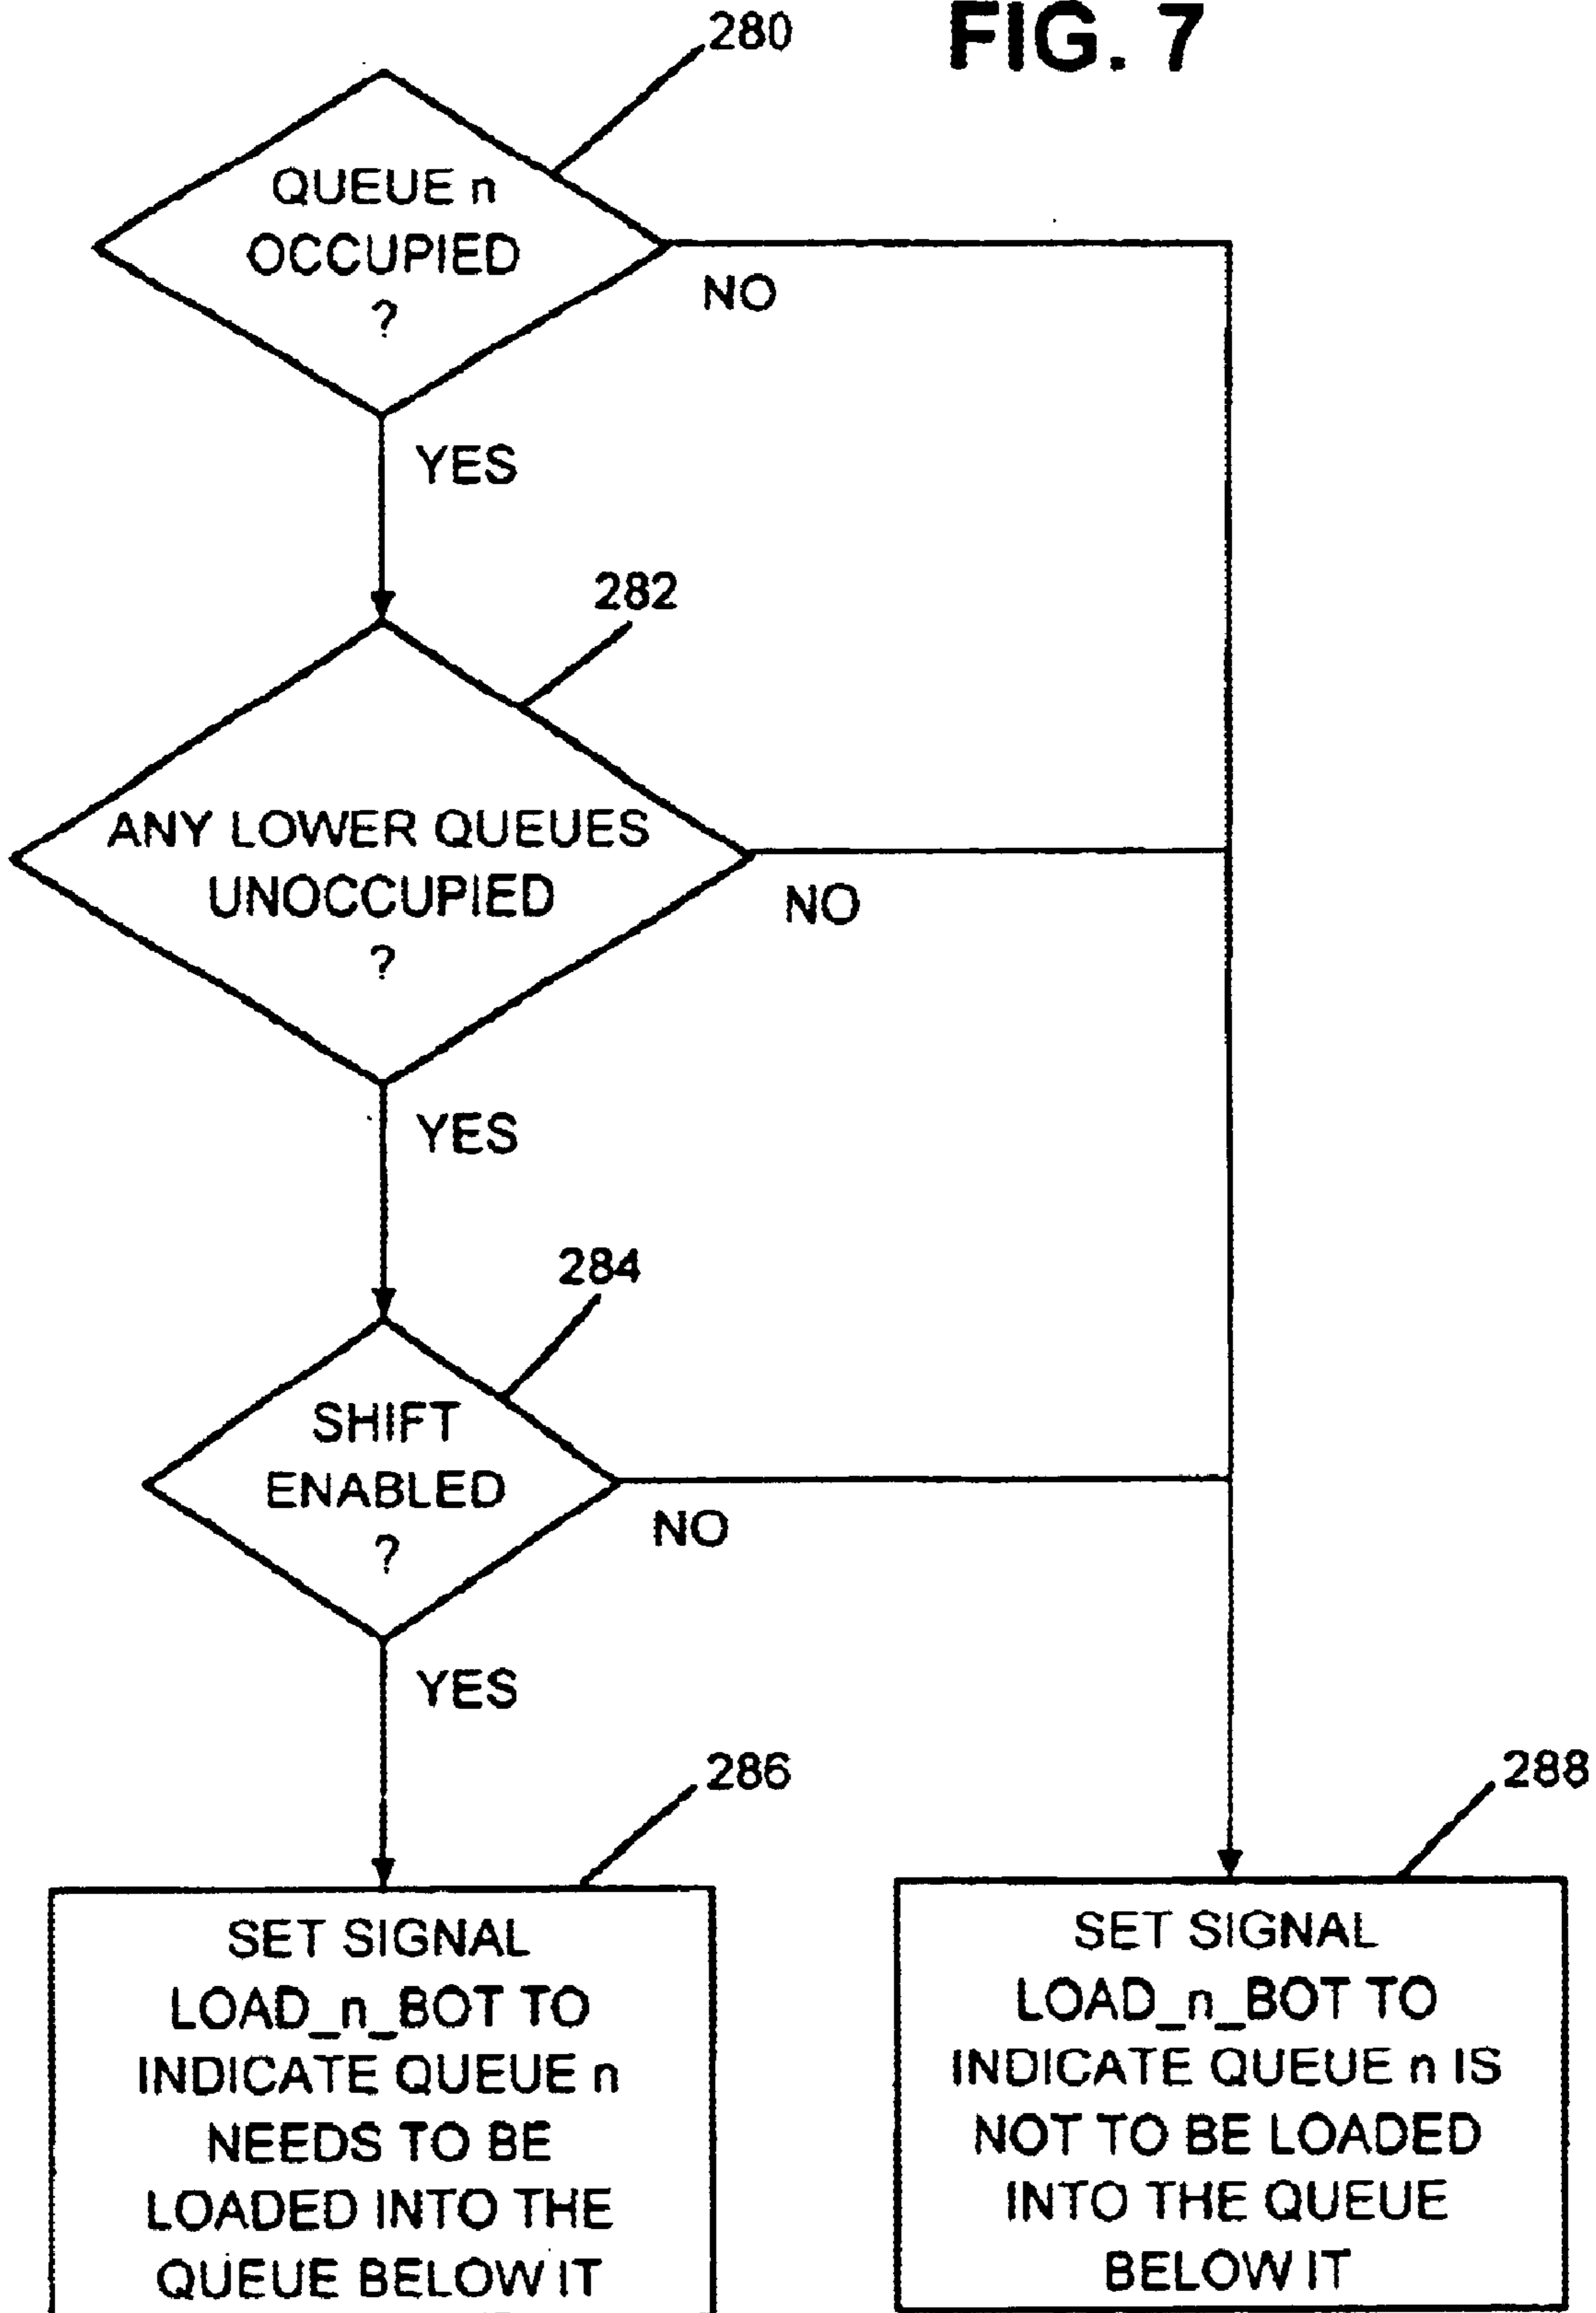 FIG. 7
280
QUEUE n
OCCUPIED
?
NO
YES
282
ANY LOWER QUEUES
UNOCCUPIED
?
NO
YES
284
SHIFT
ENABLED
?
NO
YES
286
SET SIGNAL
LOAD_n_BOT TO
INDICATE QUEUE n
NEEDS TO BE
LOADED INTO THE
QUEUE BELOW IT
288
SET SIGNAL
LOAD_n_BOT TO
INDICATE QUEUE n IS
NOT TO BE LOADED
INTO THE QUEUE
BELOW IT